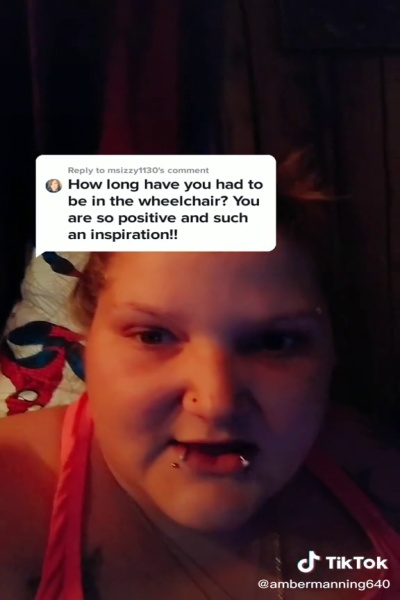 Reply to msizzy1130's comment
How long have you had to
be in the wheelchair? You
are so positive and such
an inspiration!!
TikTok
@ambermanning640